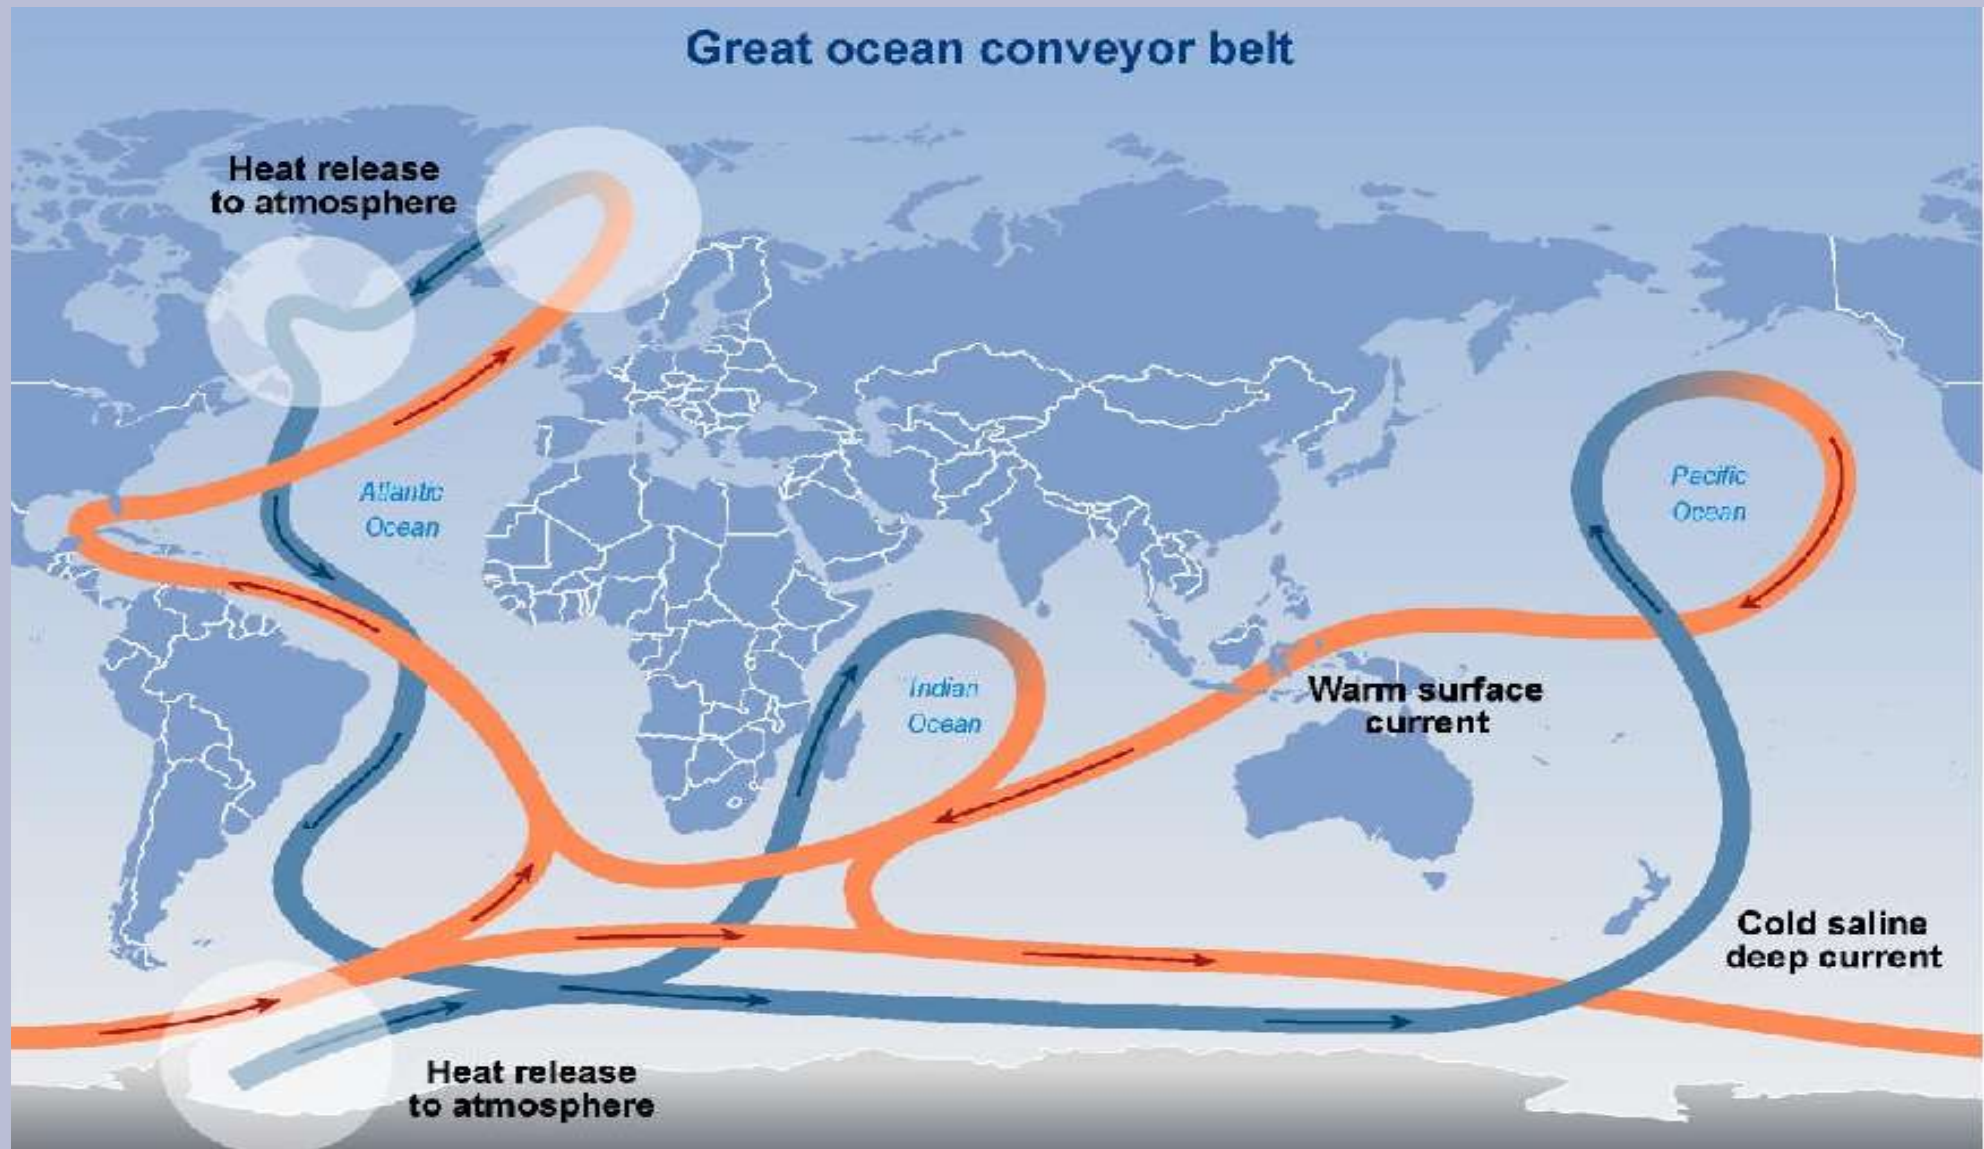 Great ocean conveyor belt
Heat release
to atmosphere
Atlantic
Ocean
Pacific
Ocean
Indian
Ocean
Warm surface
current
Cold saline
deep current
Heat release
to atmosphere